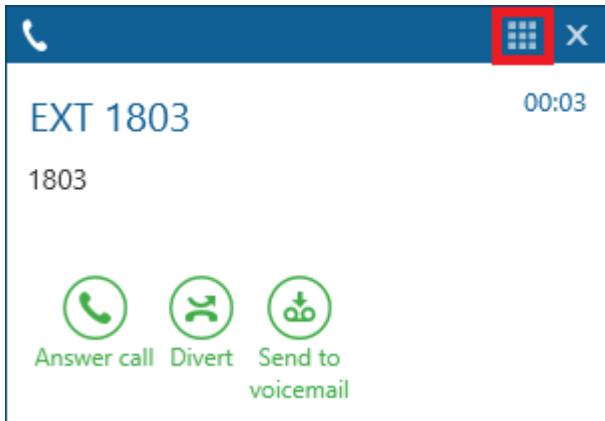 EXT 1803
00:03
1803
Answer call
Divert
Send to
voicemail